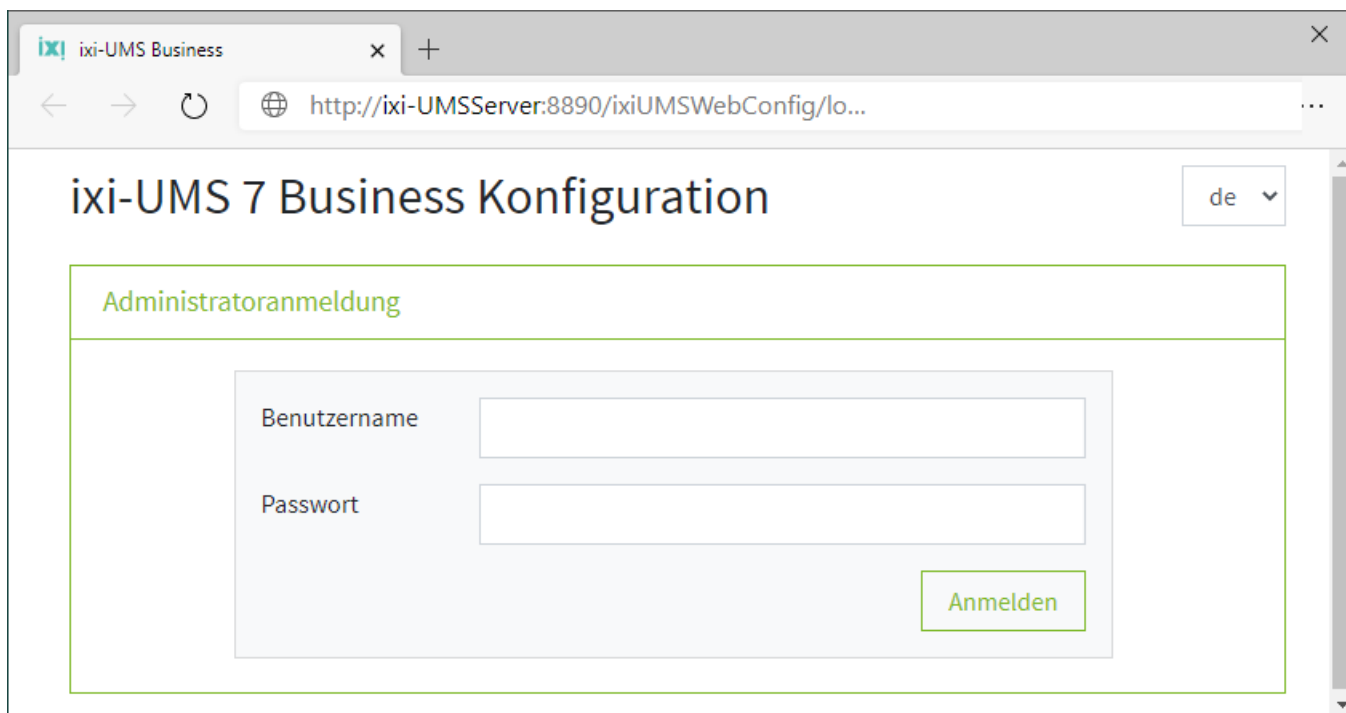 ixi ixi-UMS Business
http://ixi-UMSServer:8890/ixiUMSWebConfig/lo...
ixi-UMS 7 Business Konfiguration
de
Administratoranmeldung
Benutzername
Passwort
Anmelden